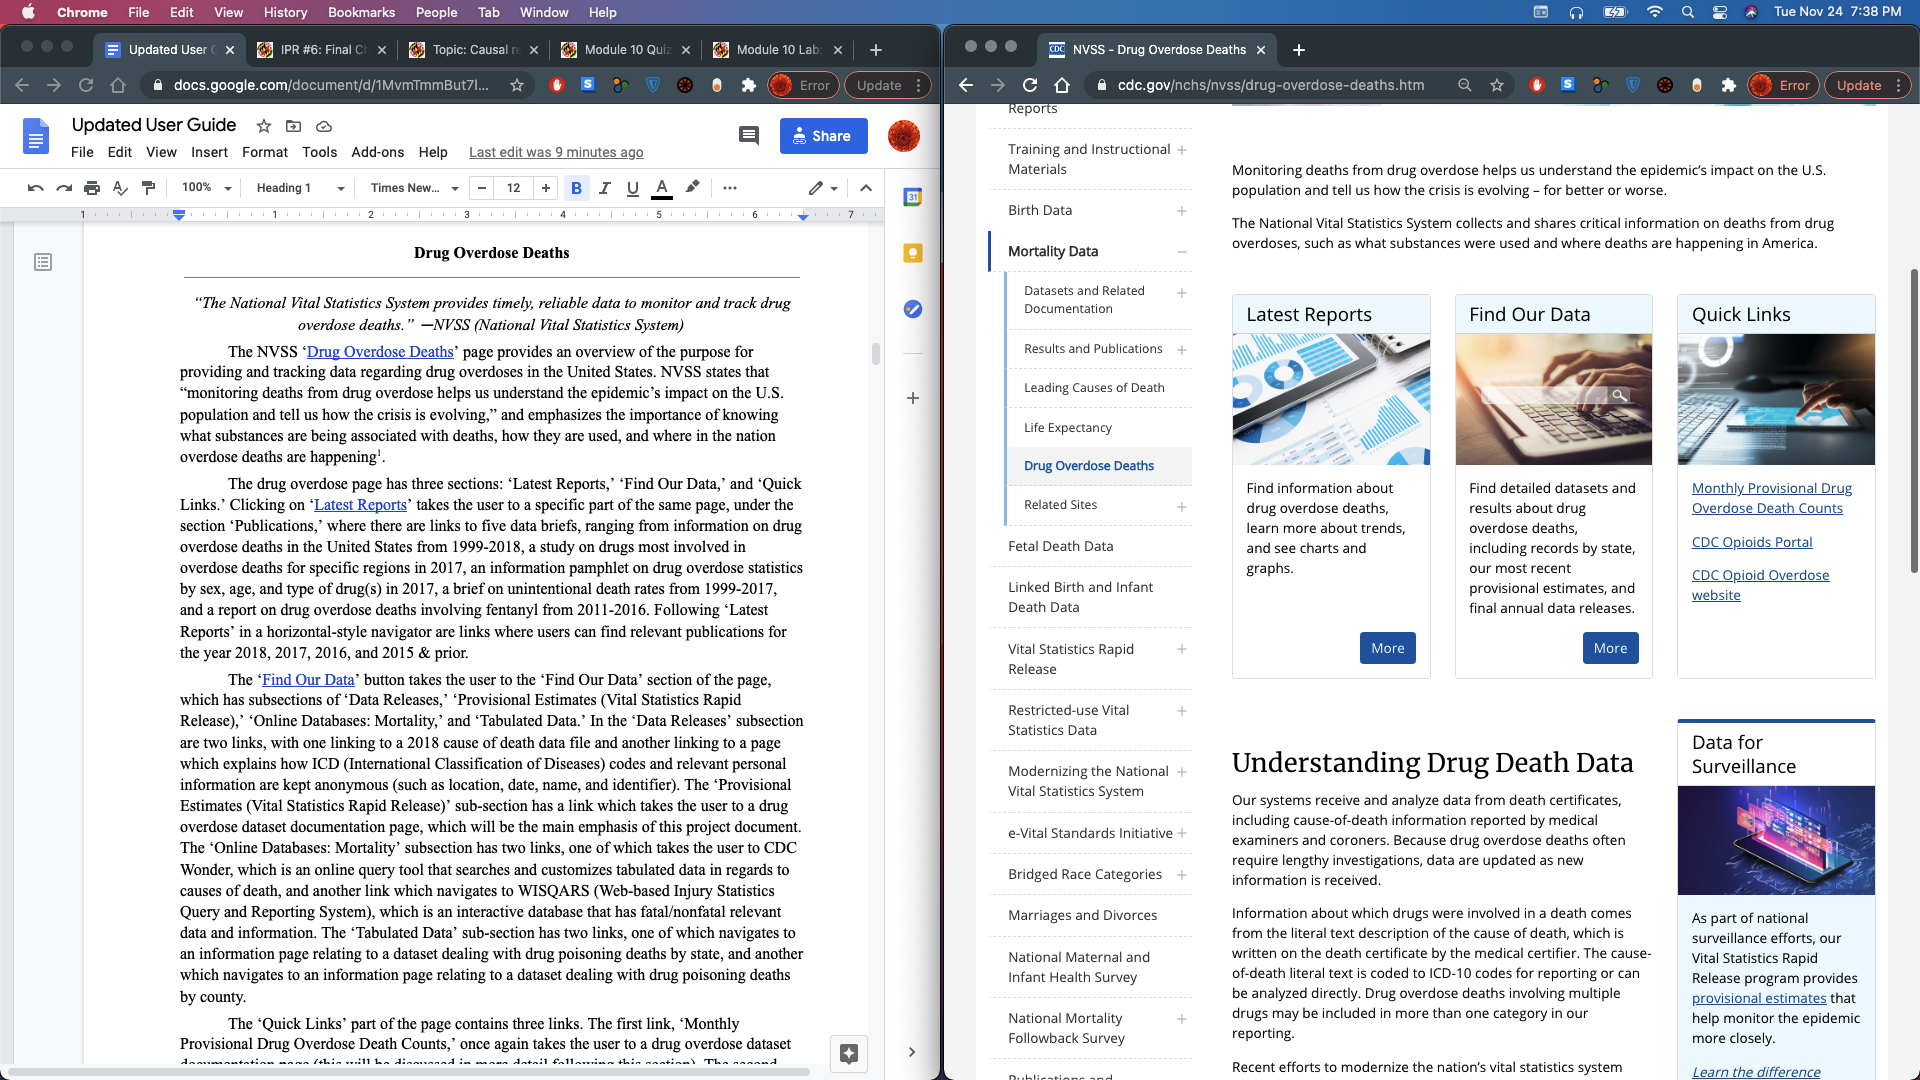 Chrome File Edit View History Bookmarks People Tab Window Help
Tue Nov 24 7:38 PM
Updated User G
IPR #6: Final Ch
Topic: Causal re
Module 10 Quiz
Module 10 Lab:
docs.google.com/document/d/1MvmTmmBut7l...
Error
Update
Updated User Guide
File Edit View Insert Format Tools Add-ons Help Last edit was 9 minutes ago
Share
100% Heading 1 Times New... 12 B I U A
1 1 2 3 4 5 6 7
31
Drug Overdose Deaths
“The National Vital Statistics System provides timely, reliable data to monitor and track drug
overdose deaths.” —NVSS (National Vital Statistics System)
The NVSS ‘Drug Overdose Deaths’ page provides an overview of the purpose for
providing and tracking data regarding drug overdoses in the United States. NVSS states that
“monitoring deaths from drug overdose helps us understand the epidemic’s impact on the U.S.
population and tell us how the crisis is evolving,” and emphasizes the importance of knowing
what substances are being associated with deaths, how they are used, and where in the nation
overdose deaths are happening¹.
The drug overdose page has three sections: ‘Latest Reports,’ ‘Find Our Data,’ and ‘Quick
Links.’ Clicking on ‘Latest Reports’ takes the user to a specific part of the same page, under the
section ‘Publications,’ where there are links to five data briefs, ranging from information on drug
overdose deaths in the United States from 1999-2018, a study on drugs most involved in
overdose deaths for specific regions in 2017, an information pamphlet on drug overdose statistics
by sex, age, and type of drug(s) in 2017, a brief on unintentional death rates from 1999-2017,
and a report on drug overdose deaths involving fentanyl from 2011-2016. Following ‘Latest
Reports’ in a horizontal-style navigator are links where users can find relevant publications for
the year 2018, 2017, 2016, and 2015 & prior.
The ‘Find Our Data’ button takes the user to the ‘Find Our Data’ section of the page,
which has subsections of ‘Data Releases,’ ‘Provisional Estimates (Vital Statistics Rapid
Release),’ ‘Online Databases: Mortality,’ and ‘Tabulated Data.’ In the ‘Data Releases’ subsection
are two links, with one linking to a 2018 cause of death data file and another linking to a page
which explains how ICD (International Classification of Diseases) codes and relevant personal
information are kept anonymous (such as location, date, name, and identifier). The ‘Provisional
Estimates (Vital Statistics Rapid Release)’ sub-section has a link which takes the user to a drug
overdose dataset documentation page, which will be the main emphasis of this project document.
The ‘Online Databases: Mortality’ subsection has two links, one of which takes the user to CDC
Wonder, which is an online query tool that searches and customizes tabulated data in regards to
causes of death, and another link which navigates to WISQARS (Web-based Injury Statistics
Query and Reporting System), which is an interactive database that has fatal/nonfatal relevant
data and information. The ‘Tabulated Data’ sub-section has two links, one of which navigates to
an information page relating to a dataset dealing with drug poisoning deaths by state, and another
which navigates to an information page relating to a dataset dealing with drug poisoning deaths
by county.
The ‘Quick Links’ part of the page contains three links. The first link, ‘Monthly
Provisional Drug Overdose Death Counts,’ once again takes the user to a drug overdose dataset
documentation page (this will be discussed in more detail following this section). The second
CDC NVSS - Drug Overdose Deaths
cdc.gov/nchs/nvss/drug-overdose-deaths.htm
Error
Update
Reports
Training and Instructional
Materials
Birth Data
Mortality Data
Datasets and Related
Documentation
Results and Publications
Leading Causes of Death
Life Expectancy
Drug Overdose Deaths
Related Sites
Fetal Death Data
Linked Birth and Infant
Death Data
Vital Statistics Rapid
Release
Restricted-use Vital
Statistics Data
Modernizing the National
Vital Statistics System
e-Vital Standards Initiative
Bridged Race Categories
Marriages and Divorces
National Maternal and
Infant Health Survey
National Mortality
Followback Survey
Publications and
Monitoring deaths from drug overdose helps us understand the epidemic’s impact on the U.S.
population and tell us how the crisis is evolving – for better or worse.
The National Vital Statistics System collects and shares critical information on deaths from drug
overdoses, such as what substances were used and where deaths are happening in America.
Latest Reports
Find information about
drug overdose deaths,
learn more about trends,
and see charts and
graphs.
More
Find Our Data
Find detailed datasets and
results about drug
overdose deaths,
including records by state,
our most recent
provisional estimates, and
final annual data releases.
More
Quick Links
Monthly Provisional Drug
Overdose Death Counts
CDC Opioids Portal
CDC Opioid Overdose
website
Understanding Drug Death Data
Our systems receive and analyze data from death certificates,
including cause-of-death information reported by medical
examiners and coroners. Because drug overdose deaths often
require lengthy investigations, data are updated as new
information is received.
Information about which drugs were involved in a death comes
from the literal text description of the cause of death, which is
written on the death certificate by the medical certifier. The cause-
of-death literal text is coded to ICD-10 codes for reporting or can
be analyzed directly. Drug overdose deaths involving multiple
drugs may be included in more than one category in our
reporting.
Recent efforts to modernize the nation’s vital statistics system
Data for
Surveillance
As part of national
surveillance efforts, our
Vital Statistics Rapid
Release program provides
provisional estimates that
help monitor the epidemic
more closely.
Learn the difference